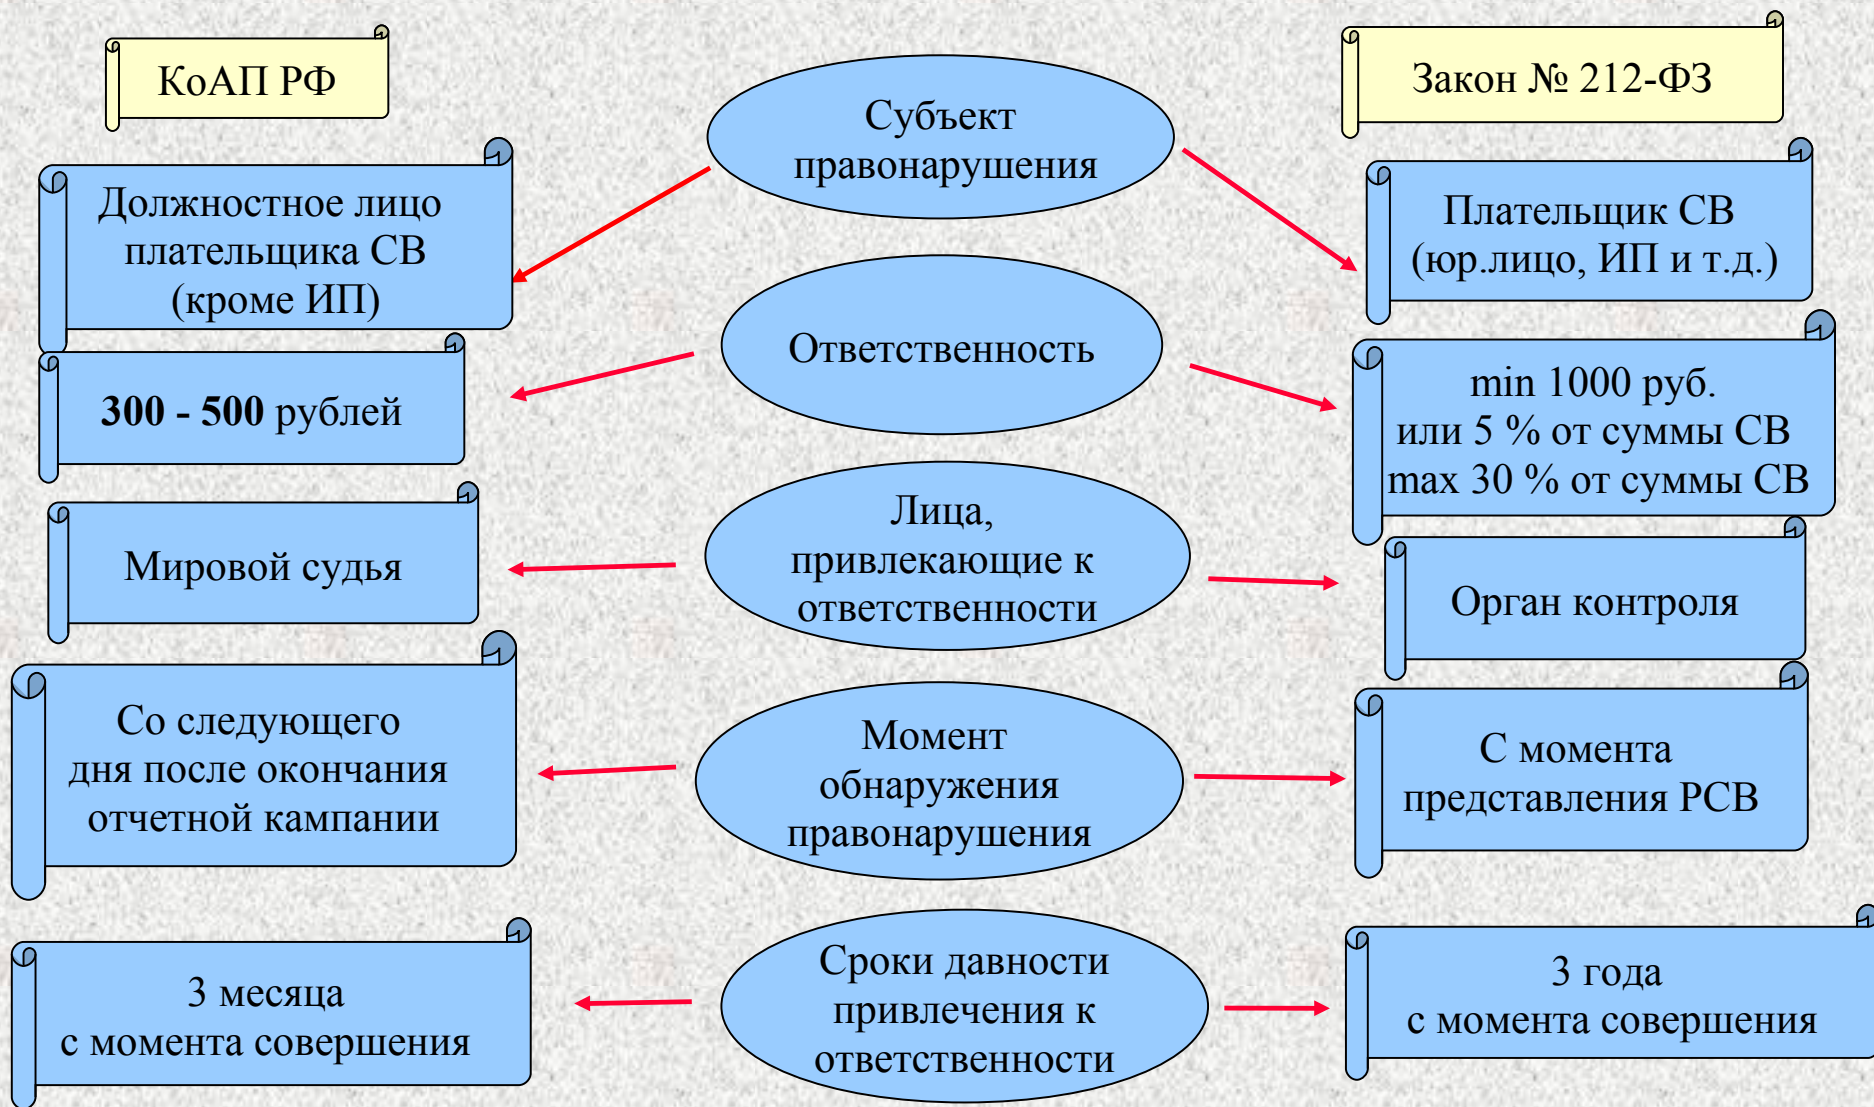 КоАП РФ
Закон № 212-ФЗ
Субъект
правонарушения
Должностное лицо
плательщика СВ
(кроме ИП)
Плательщик СВ
(юр.лицо, ИП и т.д.)
Ответственность
300 - 500 рублей
min 1000 руб.
или 5 % от суммы СВ
max 30 % от суммы СВ
Лица,
привлекающие к
ответственности
Мировой судья
Орган контроля
Момент
обнаружения
правонарушения
Со следующего
дня после окончания
отчетной кампании
С момента
представления РСВ
Сроки давности
привлечения к
ответственности
3 месяца
с момента совершения
3 года
с момента совершения